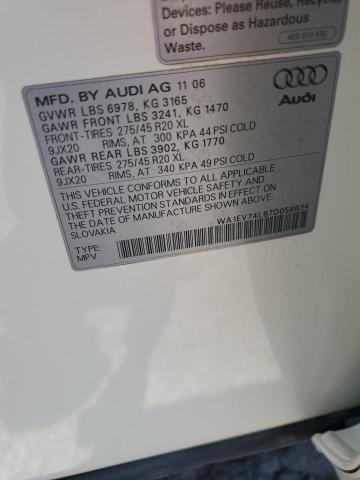 Devices: Please Reuse, Recycle,
or Dispose as Hazardous
Waste.
4E0 010 530
MFD. BY AUDI AG 11 06
GVWR LBS 6978, KG 3165
GAWR FRONT LBS 3241, KG 1470
FRONT-TIRES 275/45 R20 XL
9JX20 RIMS, AT 300 KPA 44 PSI COLD
GAWR REAR LBS 3902, KG 1770
REAR-TIRES 275/45 R20 XL
9JX20 RIMS, AT 340 KPA 49 PSI COLD
THIS VEHICLE CONFORMS TO ALL APPLICABLE
U.S. FEDERAL MOTOR VEHICLE SAFETY AND
THEFT PREVENTION STANDARDS IN EFFECT ON
THE DATE OF MANUFACTURE SHOWN ABOVE.
SLOVAKIA
WA1EV74L87D058834
TYPE:
MPV
Audi